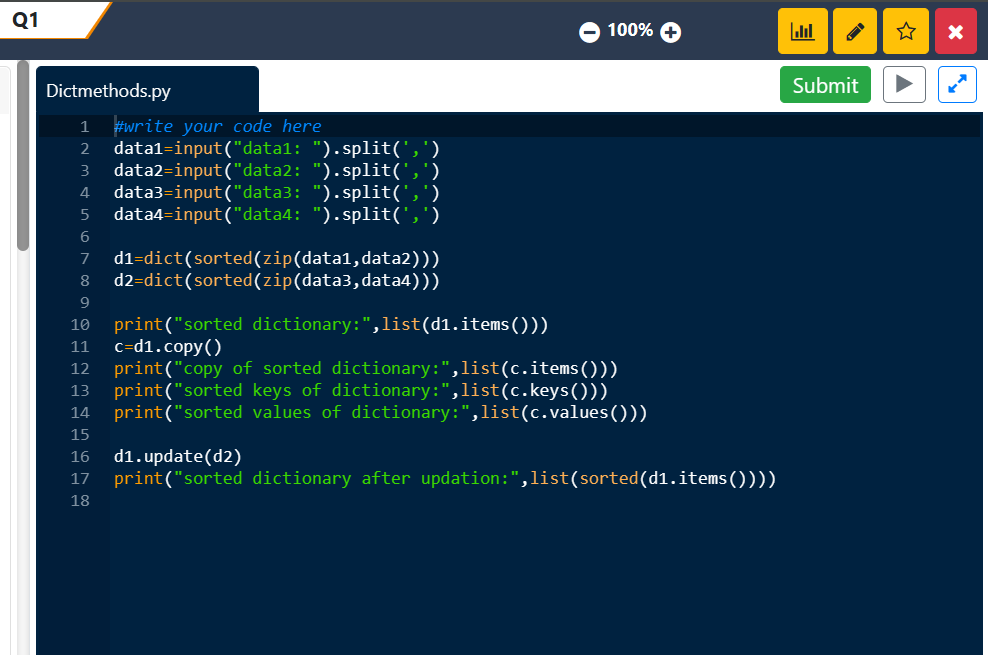 Q1
100%
Dictmethods.py
Submit
1 #write your code here
2 data1=input("data1: ").split(',')
3 data2=input("data2: ").split(',')
4 data3=input("data3: ").split(',')
5 data4=input("data4: ").split(',')
6
7 d1=dict(sorted(zip(data1,data2)))
8 d2=dict(sorted(zip(data3,data4)))
9
10 print("sorted dictionary:",list(d1.items()))
11 c=d1.copy()
12 print("copy of sorted dictionary:",list(c.items()))
13 print("sorted keys of dictionary:",list(c.keys()))
14 print("sorted values of dictionary:",list(c.values()))
15
16 d1.update(d2)
17 print("sorted dictionary after updation:",list(sorted(d1.items())))
18